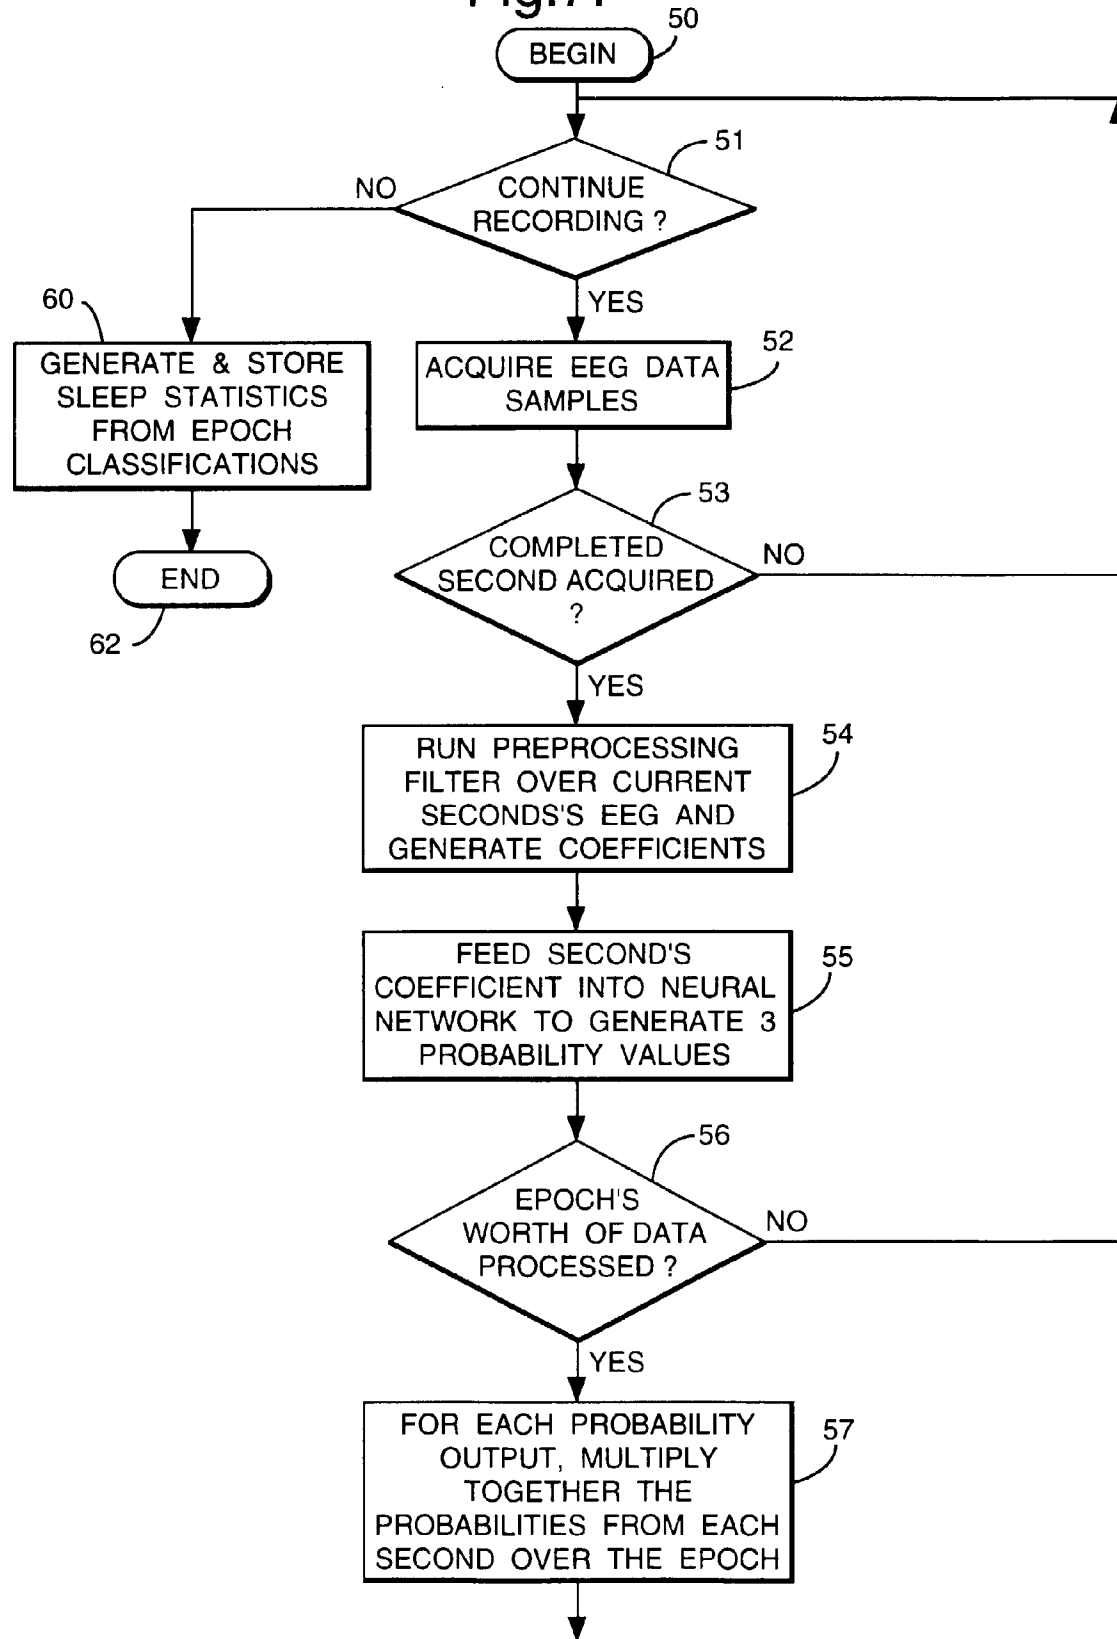 Fig.7.
50
BEGIN
51
CONTINUE
RECORDING ?
NO
YES
60
GENERATE & STORE
SLEEP STATISTICS
FROM EPOCH
CLASSIFICATIONS
52
ACQUIRE EEG DATA
SAMPLES
53
COMPLETED
SECOND ACQUIRED
?
NO
END
62
YES
54
RUN PREPROCESSING
FILTER OVER CURRENT
SECONDS'S EEG AND
GENERATE COEFFICIENTS
55
FEED SECOND'S
COEFFICIENT INTO NEURAL
NETWORK TO GENERATE 3
PROBABILITY VALUES
56
EPOCH'S
WORTH OF DATA
PROCESSED ?
NO
YES
57
FOR EACH PROBABILITY
OUTPUT, MULTIPLY
TOGETHER THE
PROBABILITIES FROM EACH
SECOND OVER THE EPOCH